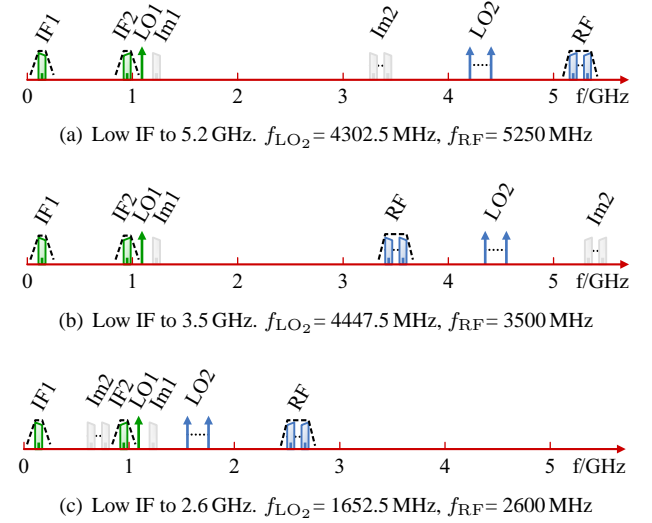 IF1 IF2 LO1 Im1 Im2 LO2 RF
0 1 2 3 4 5 f/GHz
(a) Low IF to 5.2 GHz. fLO2 = 4302.5 MHz, fRF = 5250 MHz
IF1 IF2 LO1 Im1 RF LO2 Im2
0 1 2 3 4 5 f/GHz
(b) Low IF to 3.5 GHz. fLO2 = 4447.5 MHz, fRF = 3500 MHz
IF1 Im2 IF2 LO1 Im1 LO2 RF
0 1 2 3 4 5 f/GHz
(c) Low IF to 2.6 GHz. fLO2 = 1652.5 MHz, fRF = 2600 MHz